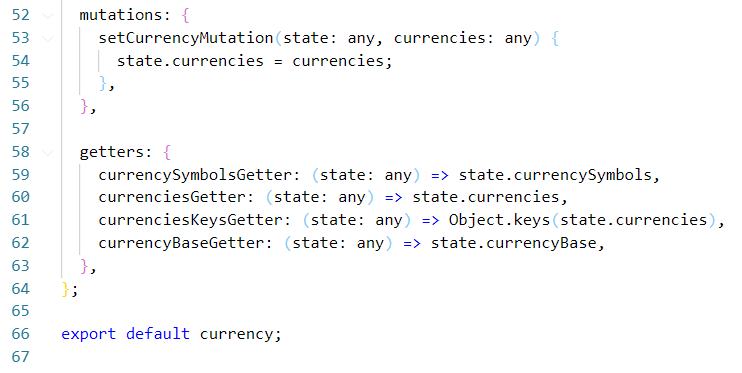 52 mutations: {
53 setCurrencyMutation(state: any, currencies: any) {
54 state.currencies = currencies;
55 },
56 },
57
58 getters: {
59 currencySymbolsGetter: (state: any) => state.currencySymbols,
60 currenciesGetter: (state: any) => state.currencies,
61 currenciesKeysGetter: (state: any) => Object.keys(state.currencies),
62 currencyBaseGetter: (state: any) => state.currencyBase,
63 },
64 };
65
66 export default currency;
67